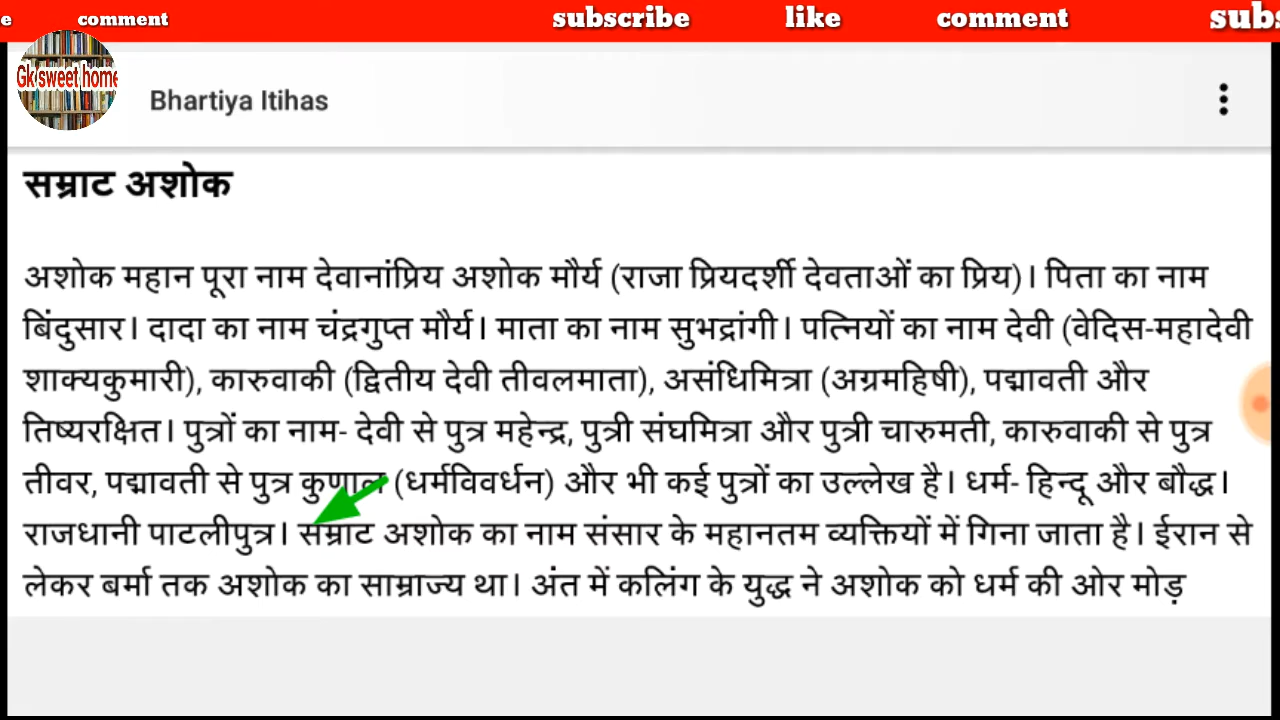 e comment subscribe like comment subs
Gk sweet home
Bhartiya Itihas
सम्राट अशोक
अशोक महान पूरा नाम देवानांप्रिय अशोक मौर्य (राजा प्रियदर्शी देवताओं का प्रिय)। पिता का नाम
बिंदुसार। दादा का नाम चंद्रगुप्त मौर्य। माता का नाम सुभद्रांगी। पत्नियों का नाम देवी (वेदिस-महादेवी
शाक्यकुमारी), कारुवाकी (द्वितीय देवी तीवलमाता), असंधिमित्रा (अग्रमहिषी), पद्मावती और
तिष्यरक्षित। पुत्रों का नाम- देवी से पुत्र महेन्द्र, पुत्री संघमित्रा और पुत्री चारुमती, कारुवाकी से पुत्र
तीवर, पद्मावती से पुत्र कुणाल (धर्मविवर्धन) और भी कई पुत्रों का उल्लेख है। धर्म- हिन्दू और बौद्ध।
राजधानी पाटलीपुत्र। सम्राट अशोक का नाम संसार के महानतम व्यक्तियों में गिना जाता है। ईरान से
लेकर बर्मा तक अशोक का साम्राज्य था। अंत में कलिंग के युद्ध ने अशोक को धर्म की ओर मोड़